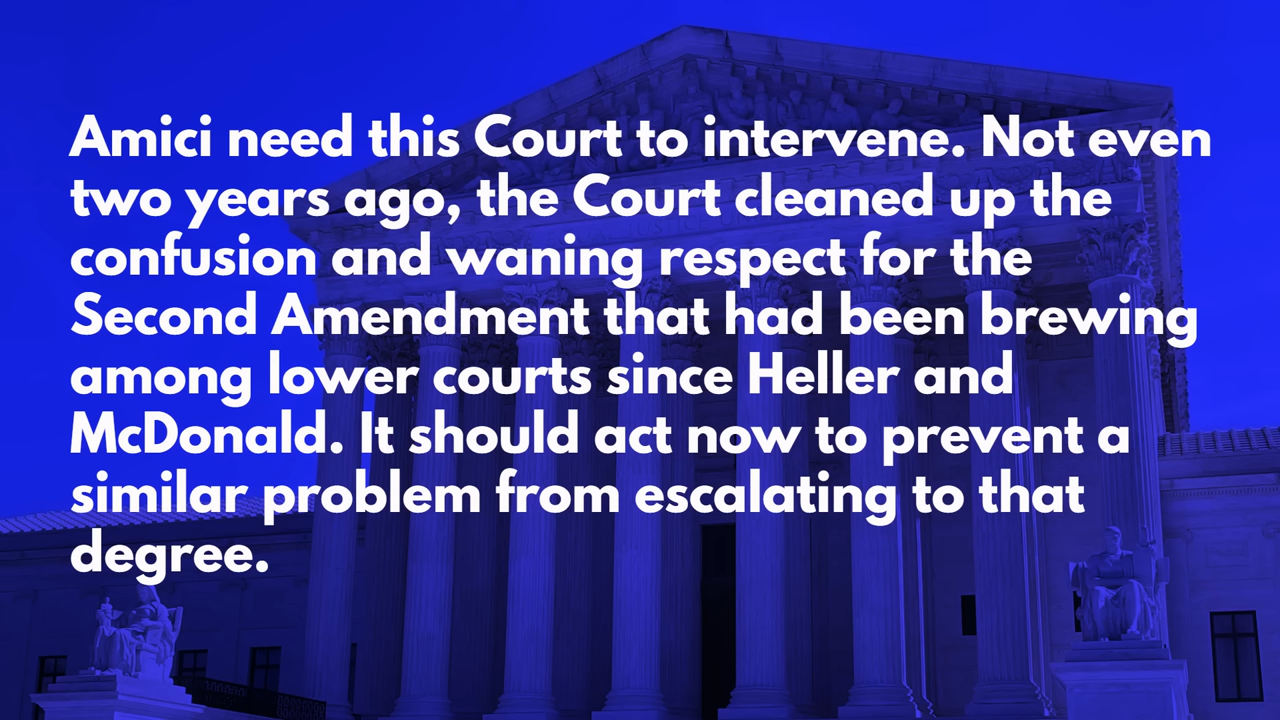 Amici need this Court to intervene. Not even
two years ago, the Court cleaned up the
confusion and waning respect for the
Second Amendment that had been brewing
among lower courts since Heller and
McDonald. It should act now to prevent a
similar problem from escalating to that
degree.